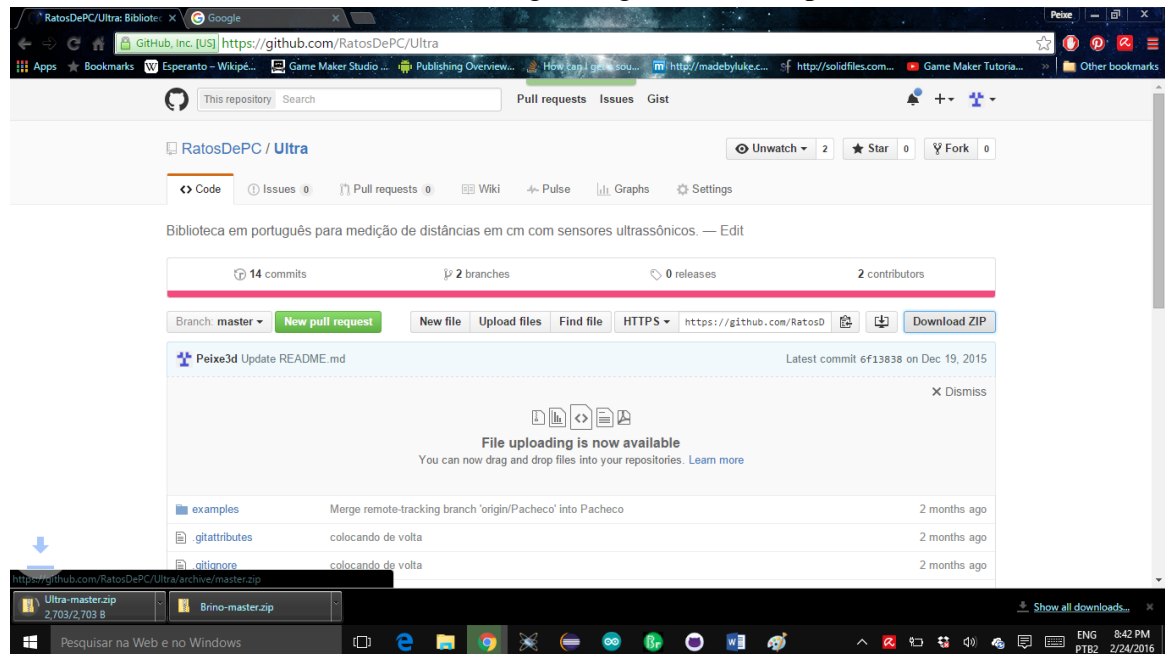 RatosDePC/Ultra: Bibliotec
Google
Peixe
GitHub, Inc. [US] https://github.com/RatosDePC/Ultra
Apps Bookmarks Esperanto – Wikipé... Game Maker Studio ... Publishing Overview... How can I get a sou... http://madebyluke.c... http://solidfiles.com... Game Maker Tutoria... » Other bookmarks
This repository Search Pull requests Issues Gist
RatosDePC / Ultra Unwatch 2 Star 0 Fork 0
Code Issues 0 Pull requests 0 Wiki Pulse Graphs Settings
Biblioteca em português para medição de distâncias em cm com sensores ultrassônicos. — Edit
14 commits 2 branches 0 releases 2 contributors
Branch: master New pull request New file Upload files Find file HTTPS https://github.com/RatosD Download ZIP
Peixe3d Update README.md Latest commit 6f13838 on Dec 19, 2015
Dismiss
File uploading is now available
You can now drag and drop files into your repositories. Learn more
examples Merge remote-tracking branch 'origin/Pacheco' into Pacheco 2 months ago
.gitattributes colocando de volta 2 months ago
.gitignore colocando de volta 2 months ago
https://github.com/RatosDePC/Ultra/archive/master.zip
Ultra-master.zip
2,703/2,703 B
Brino-master.zip
Show all downloads...
Pesquisar na Web e no Windows
ENG 8:42 PM
PTB2 2/24/2016